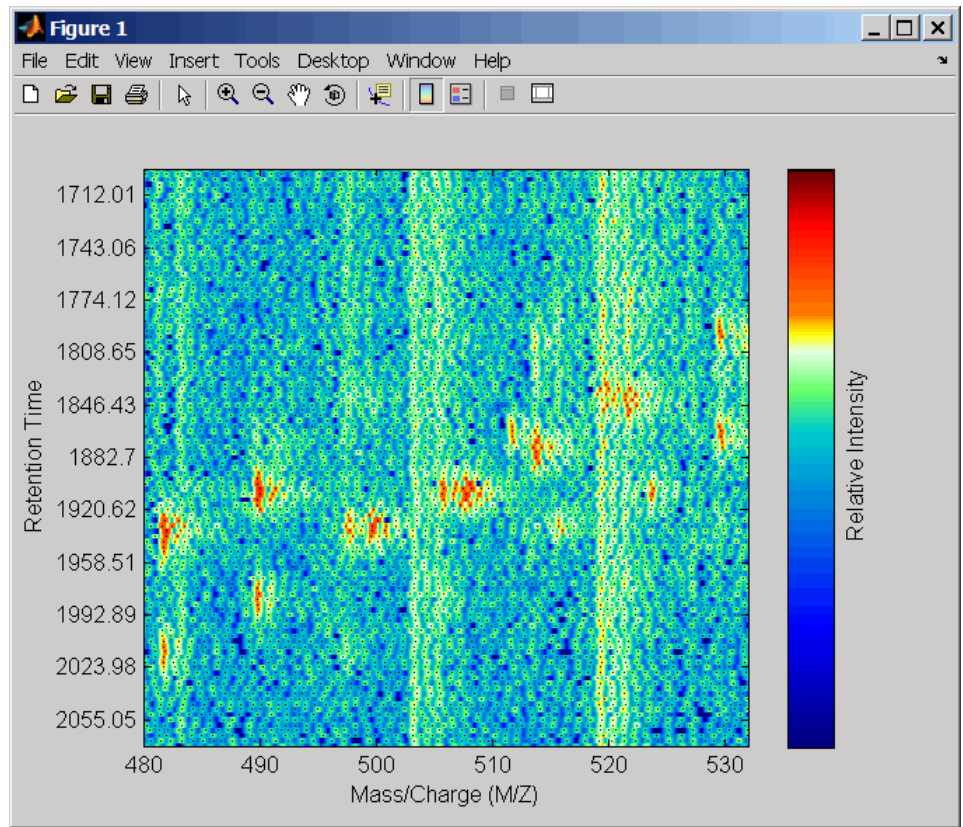 Figure 1
File Edit View Insert Tools Desktop Window Help
1712.01
1743.06
1774.12
1808.65
1846.43
1882.7
1920.62
1958.51
1992.89
2023.98
2055.05
Retention Time
480 490 500 510 520 530
Mass/Charge (M/Z)
Relative Intensity